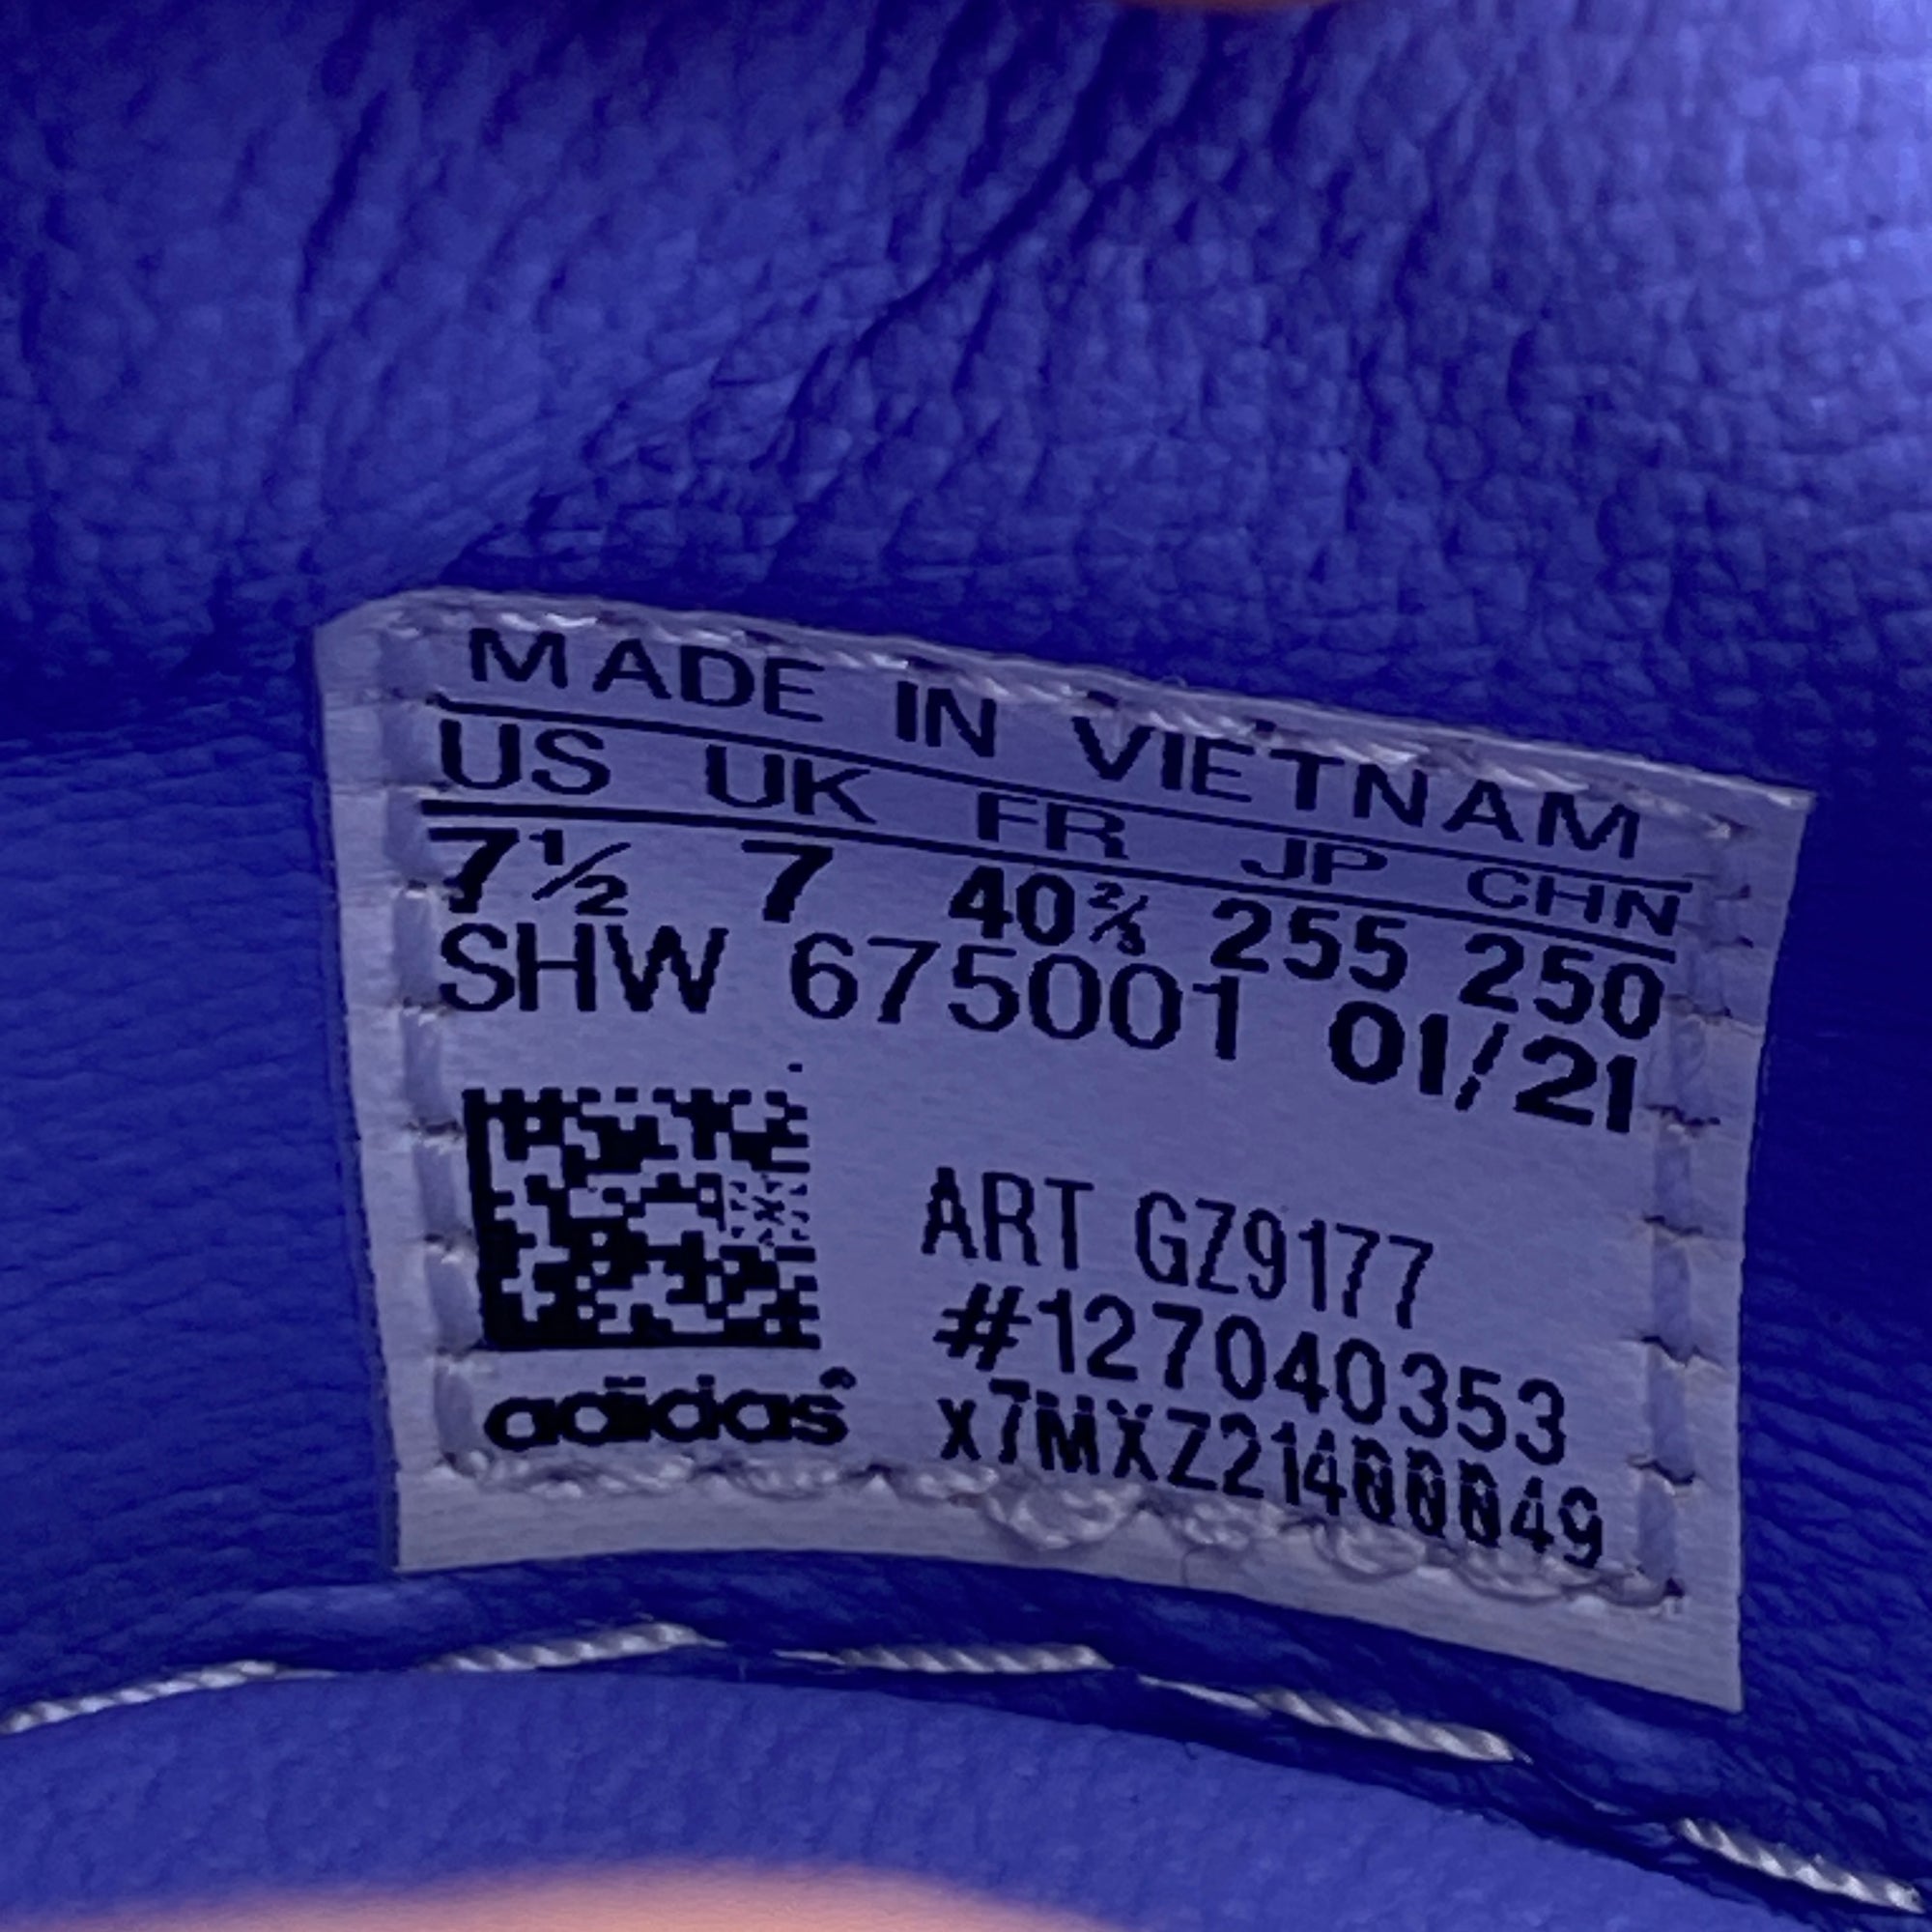 MADE IN VIETNAM
US UK FR JP CHN
7½ 7 40⅔ 255 250
SHW 675001 01/21
ART GZ9177
#127040353
x7MXZ21400049
adidas®